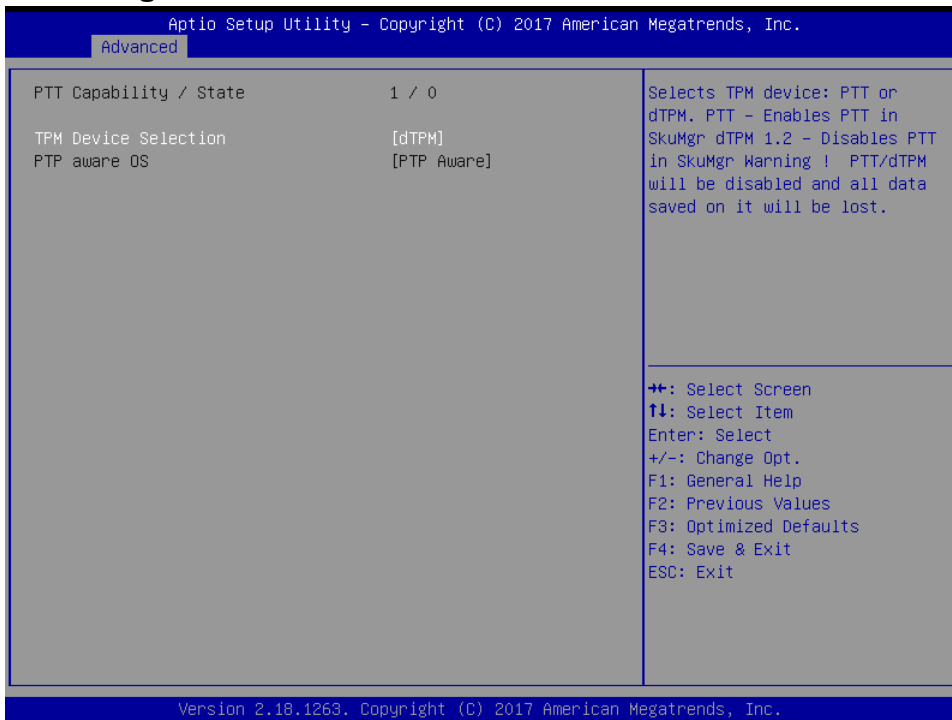 Aptio Setup Utility – Copyright (C) 2017 American Megatrends, Inc.
Advanced
PTT Capability / State 1 / 0
TPM Device Selection [dTPM]
PTP aware OS [PTP Aware]
Selects TPM device: PTT or
dTPM. PTT – Enables PTT in
SkuMgr dTPM 1.2 – Disables PTT
in SkuMgr Warning ! PTT/dTPM
will be disabled and all data
saved on it will be lost.
→←: Select Screen
↑↓: Select Item
Enter: Select
+/-: Change Opt.
F1: General Help
F2: Previous Values
F3: Optimized Defaults
F4: Save & Exit
ESC: Exit
Version 2.18.1263. Copyright (C) 2017 American Megatrends, Inc.